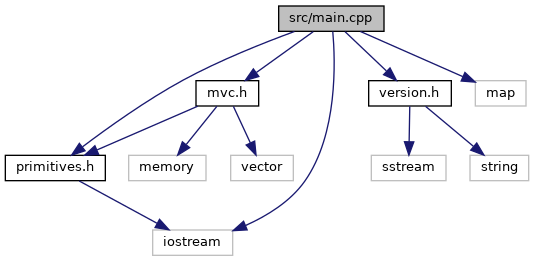 src/main.cpp
mvc.h
version.h
map
primitives.h
memory
vector
sstream
string
iostream